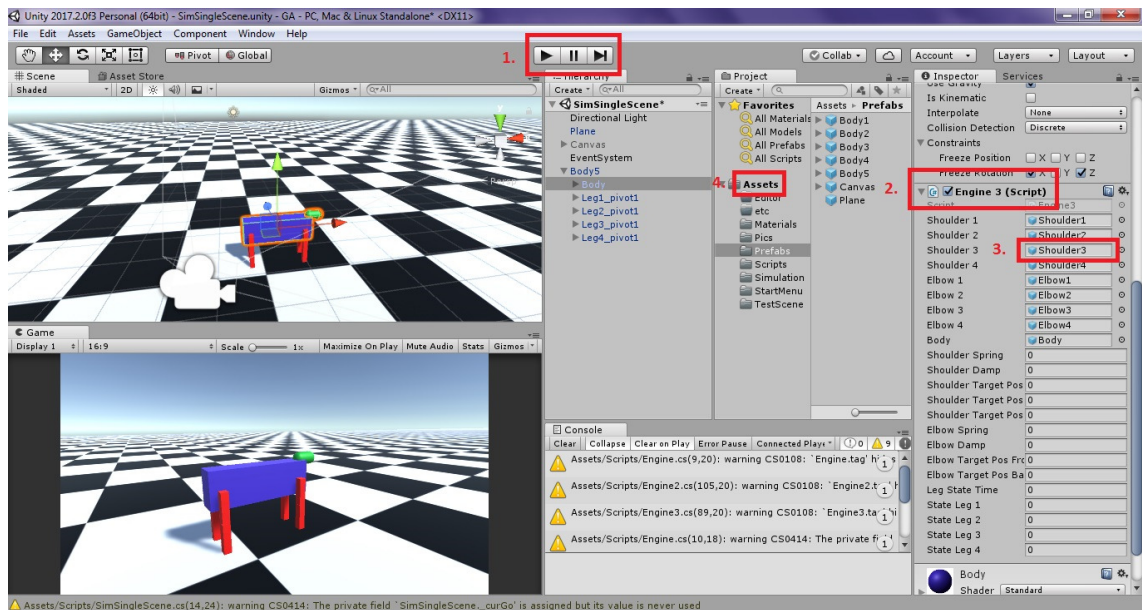 Unity 2017.2.0f3 Personal (64bit) - SimSingleScene.unity - GA - PC, Mac & Linux Standalone* <DX11>
File Edit Assets GameObject Component Window Help
Pivot Global
1.
Collab Account Layers Layout
Scene Asset Store
Shaded 2D Gizmos All
y
Persp
Game
Display 1 16:9 Scale 1x Maximize On Play Mute Audio Stats Gizmos
Hierarchy
Create All
SimSingleScene*
Directional Light
Plane
Canvas
EventSystem
Body5
Body
Leg1_pivot1
Leg2_pivot1
Leg3_pivot1
Leg4_pivot1
Project
Create
Favorites
All Materials
All Models
All Prefabs
All Scripts
4.
Assets
Editor
etc
Materials
Pics
Prefabs
Scripts
Simulation
StartMenu
TestScene
Assets Prefabs
Body1
Body2
Body3
Body4
Body5
Canvas
Plane
Console
Clear Collapse Clear on Play Error Pause Connected Playe 0 9
Assets/Scripts/Engine.cs(9,20): warning CS0108: `Engine.tag' hi s 1
Assets/Scripts/Engine2.cs(105,20): warning CS0108: `Engine2.t 1
Assets/Scripts/Engine3.cs(89,20): warning CS0108: `Engine3.ta 1
Assets/Scripts/Engine.cs(10,18): warning CS0414: The private fi 1
Inspector Services
Use Gravity
Is Kinematic
Interpolate None
Collision Detection Discrete
Constraints
Freeze Position X Y Z
Freeze Rotation X Y Z
2.
Engine 3 (Script)
Script Engine3
Shoulder 1 Shoulder1
Shoulder 2 Shoulder2
Shoulder 3 3. Shoulder3
Shoulder 4 Shoulder4
Elbow 1 Elbow1
Elbow 2 Elbow2
Elbow 3 Elbow3
Elbow 4 Elbow4
Body Body
Shoulder Spring 0
Shoulder Damp 0
Shoulder Target Pos 0
Shoulder Target Pos 0
Shoulder Target Pos 0
Elbow Spring 0
Elbow Damp 0
Elbow Target Pos Fro 0
Elbow Target Pos Ba 0
Leg State Time 0
State Leg 1 0
State Leg 2 0
State Leg 3 0
State Leg 4 0
Body
Shader Standard
Assets/Scripts/SimSingleScene.cs(14,24): warning CS0414: The private field `SimSingleScene._curGo' is assigned but its value is never used